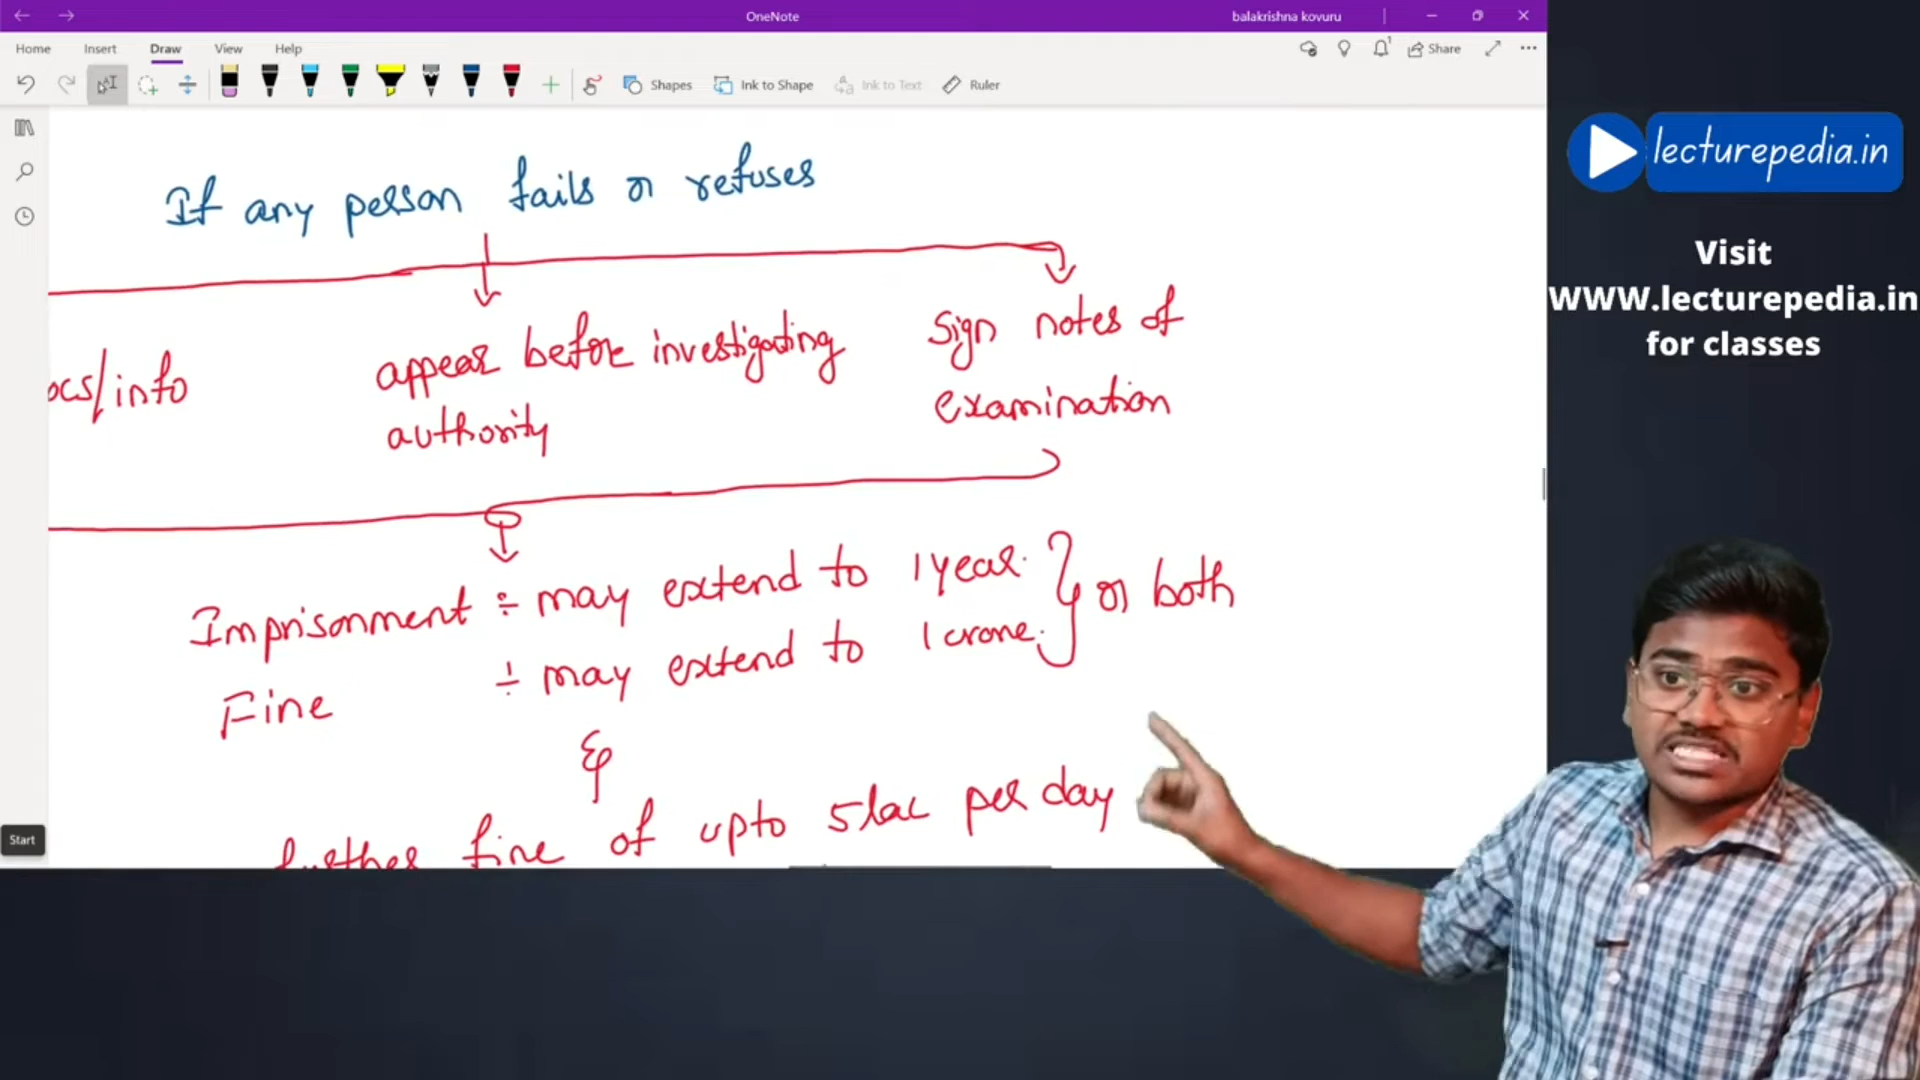 OneNote
balakrishna kovuru
Home Insert Draw View Help
1
Share
Shapes
Ink to Shape
Ink to Text
Ruler
If any person fails or refuses
ocs/info
appear before investigating
authority
Sign notes of
examination
Imprisonment ÷ may extend to 1 year.
Fine ÷ may extend to 1 crore.
or both
&
further fine of upto 5 lac per day
Start
lecturepedia.in
Visit
WWW.lecturepedia.in
for classes